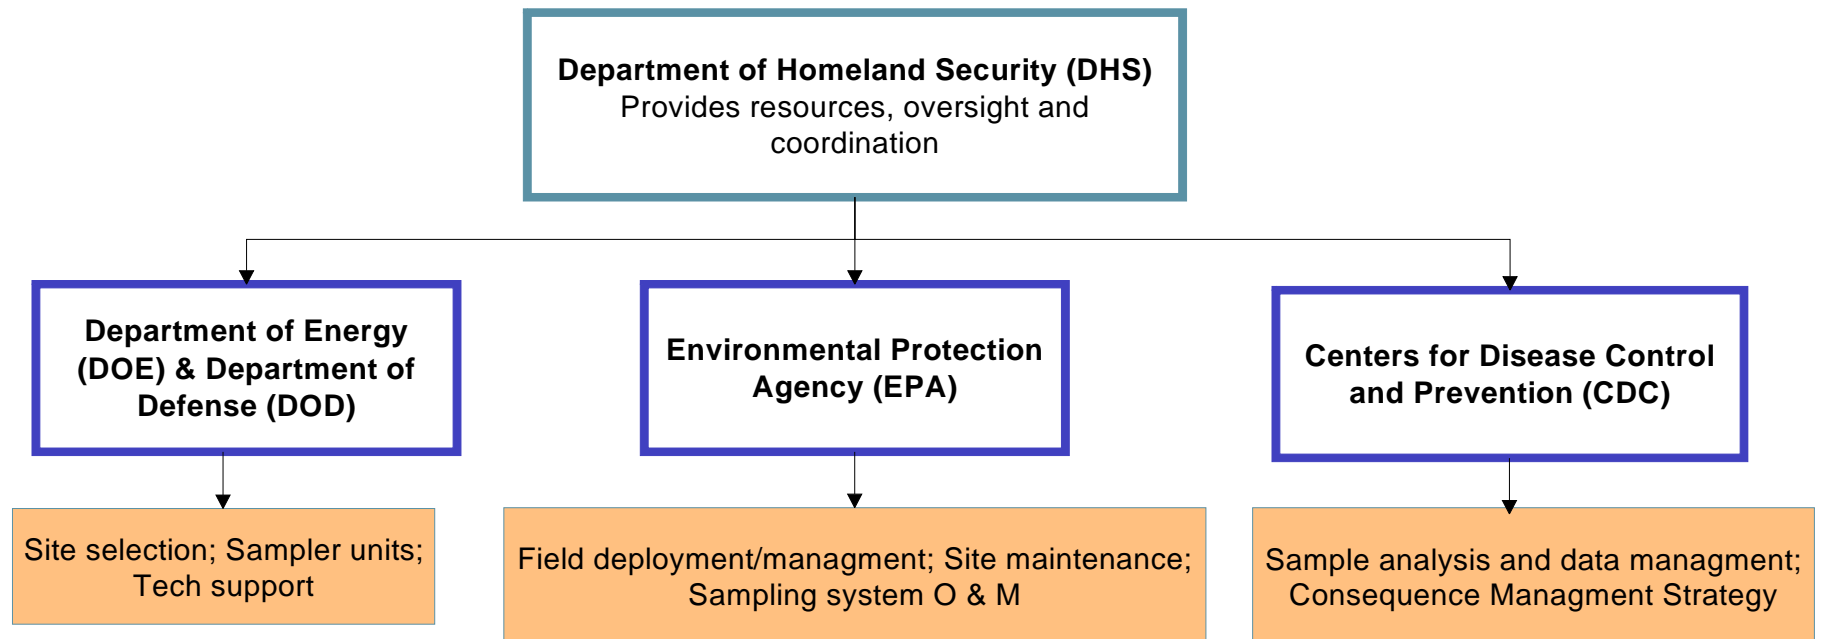 Department of Homeland Security (DHS)
Provides resources, oversight and
coordination
Department of Energy
(DOE) & Department of
Defense (DOD)
Environmental Protection
Agency (EPA)
Centers for Disease Control
and Prevention (CDC)
Site selection; Sampler units;
Tech support
Field deployment/managment; Site maintenance;
Sampling system O & M
Sample analysis and data managment;
Consequence Managment Strategy